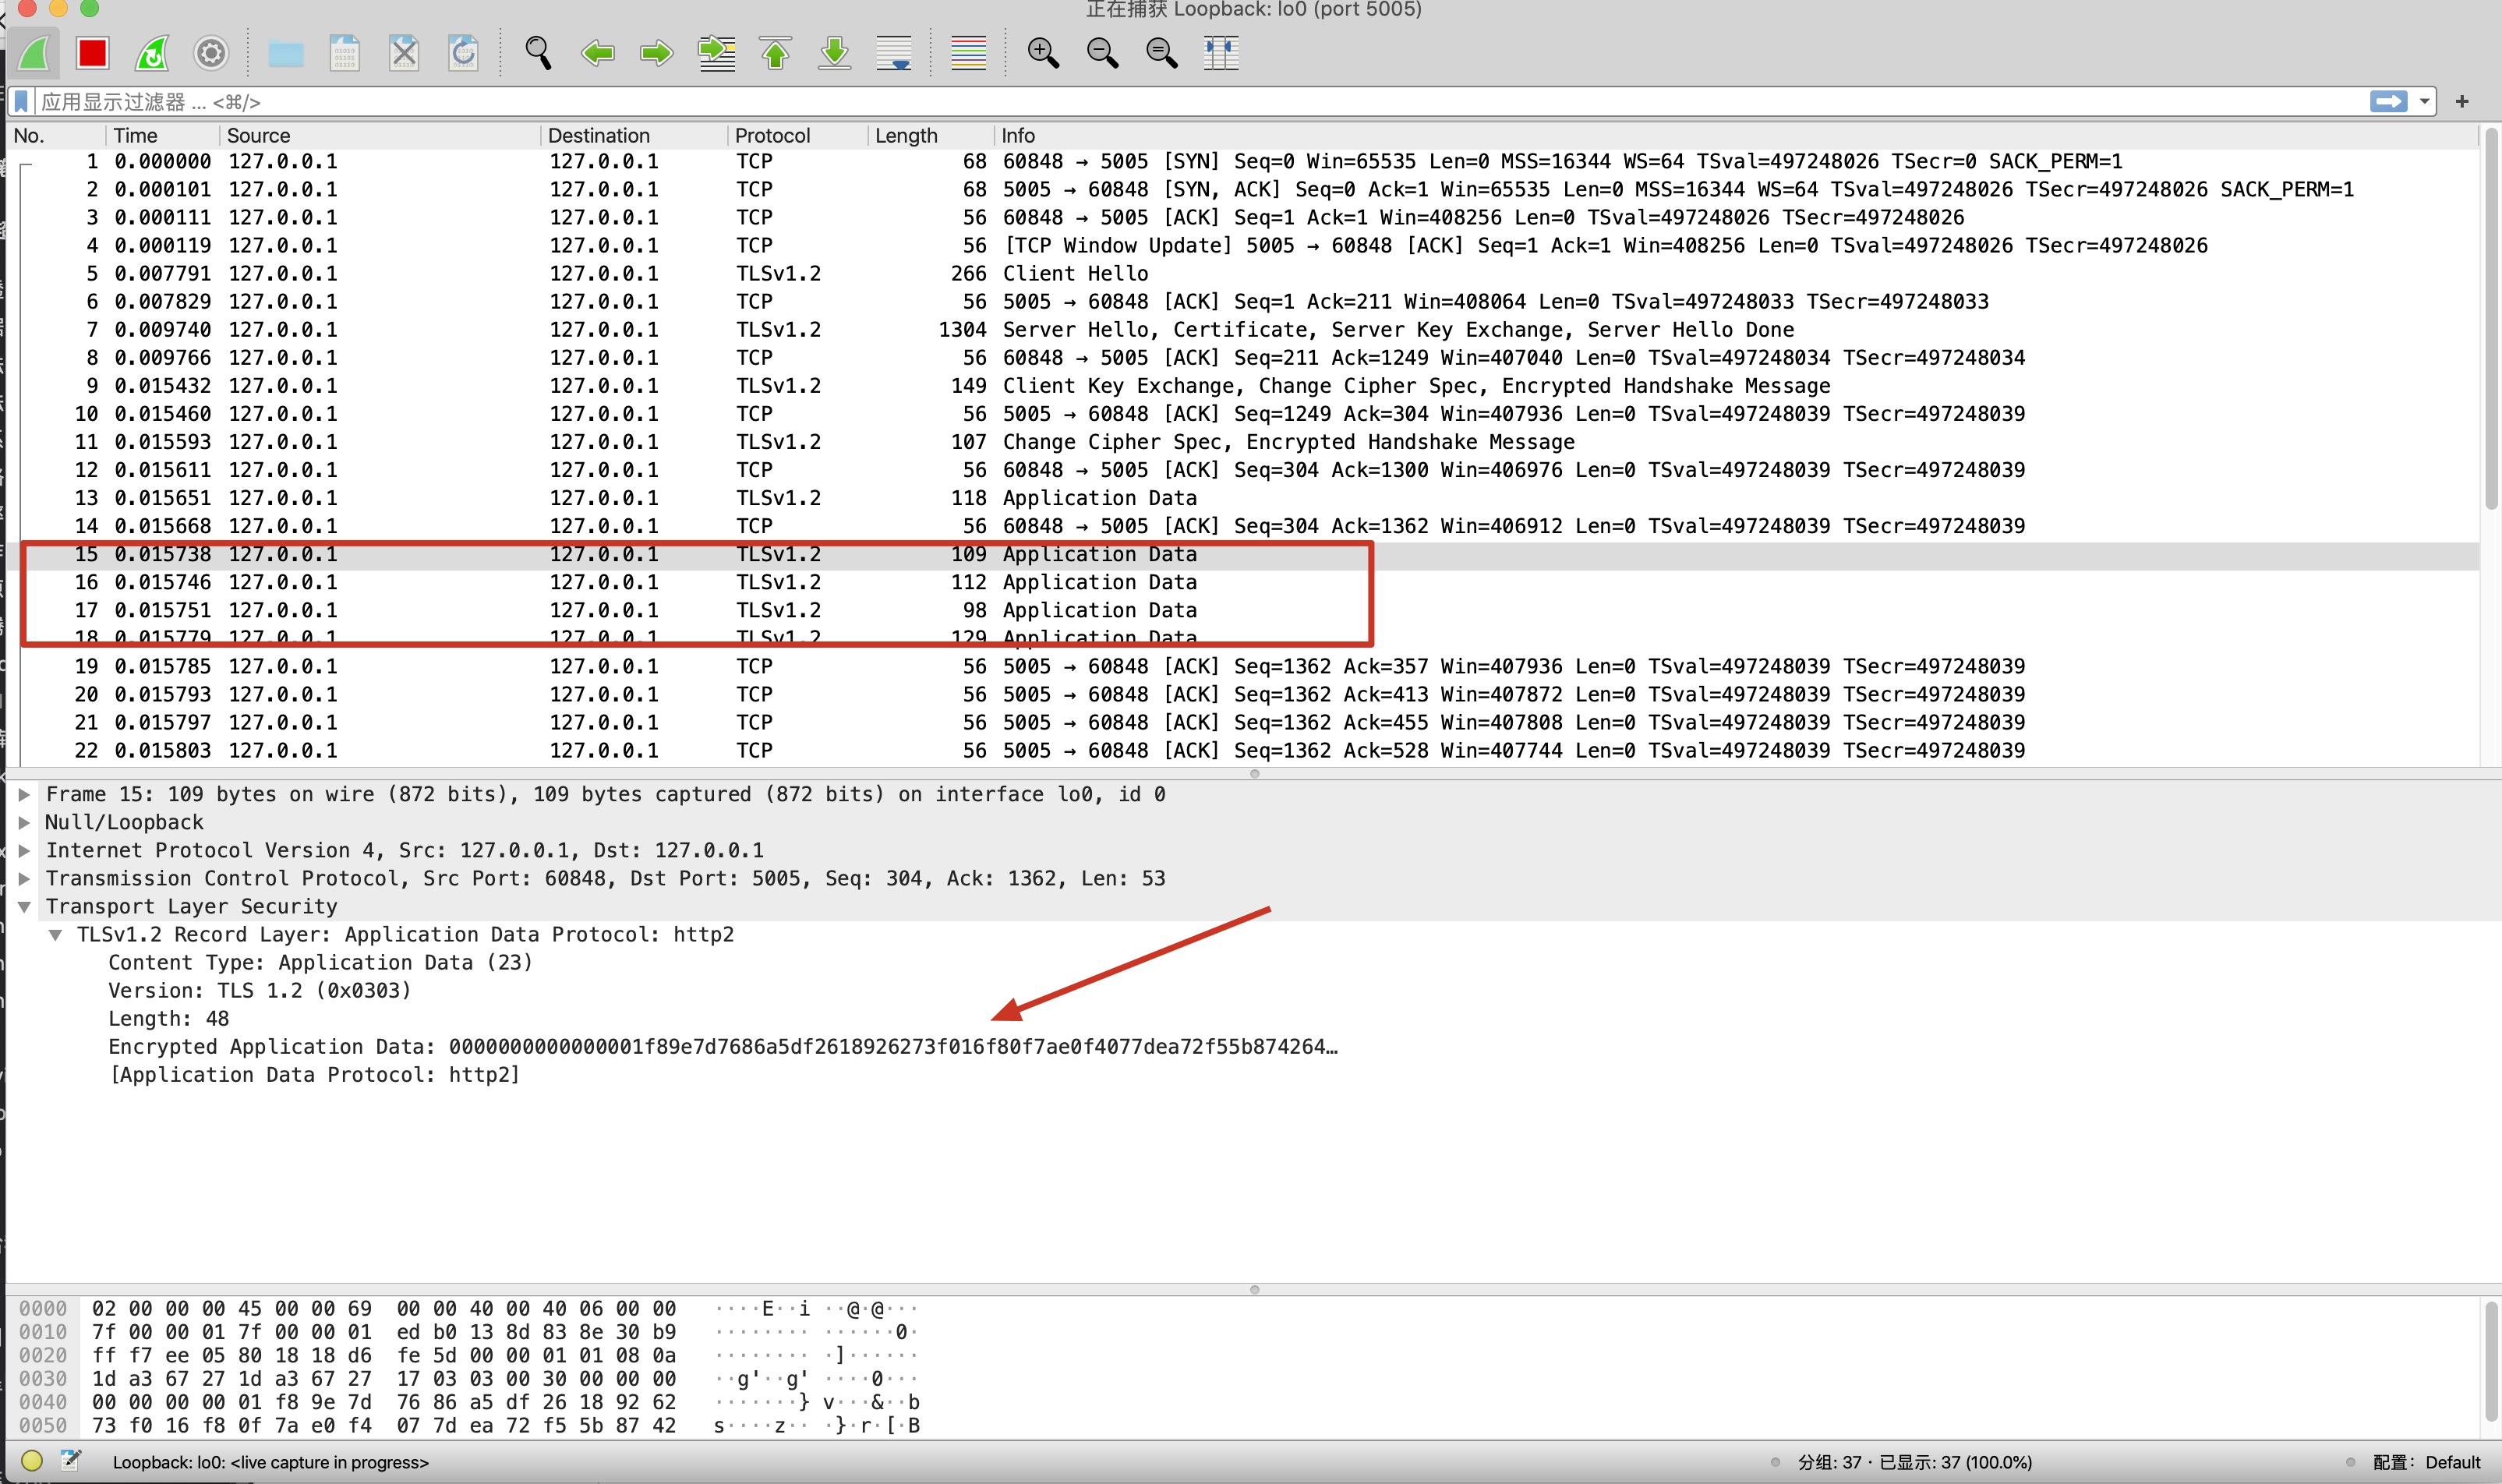 正在捕获 Loopback: lo0 (port 5005)
应用显示过滤器 ... <⌘/>
No. Time Source Destination Protocol Length Info
1 0.000000 127.0.0.1 127.0.0.1 TCP 68 60848 → 5005 [SYN] Seq=0 Win=65535 Len=0 MSS=16344 WS=64 TSval=497248026 TSecr=0 SACK_PERM=1
2 0.000101 127.0.0.1 127.0.0.1 TCP 68 5005 → 60848 [SYN, ACK] Seq=0 Ack=1 Win=65535 Len=0 MSS=16344 WS=64 TSval=497248026 TSecr=497248026 SACK_PERM=1
3 0.000111 127.0.0.1 127.0.0.1 TCP 56 60848 → 5005 [ACK] Seq=1 Ack=1 Win=408256 Len=0 TSval=497248026 TSecr=497248026
4 0.000119 127.0.0.1 127.0.0.1 TCP 56 [TCP Window Update] 5005 → 60848 [ACK] Seq=1 Ack=1 Win=408256 Len=0 TSval=497248026 TSecr=497248026
5 0.007791 127.0.0.1 127.0.0.1 TLSv1.2 266 Client Hello
6 0.007829 127.0.0.1 127.0.0.1 TCP 56 5005 → 60848 [ACK] Seq=1 Ack=211 Win=408064 Len=0 TSval=497248033 TSecr=497248033
7 0.009740 127.0.0.1 127.0.0.1 TLSv1.2 1304 Server Hello, Certificate, Server Key Exchange, Server Hello Done
8 0.009766 127.0.0.1 127.0.0.1 TCP 56 60848 → 5005 [ACK] Seq=211 Ack=1249 Win=407040 Len=0 TSval=497248034 TSecr=497248034
9 0.015432 127.0.0.1 127.0.0.1 TLSv1.2 149 Client Key Exchange, Change Cipher Spec, Encrypted Handshake Message
10 0.015460 127.0.0.1 127.0.0.1 TCP 56 5005 → 60848 [ACK] Seq=1249 Ack=304 Win=407936 Len=0 TSval=497248039 TSecr=497248039
11 0.015593 127.0.0.1 127.0.0.1 TLSv1.2 107 Change Cipher Spec, Encrypted Handshake Message
12 0.015611 127.0.0.1 127.0.0.1 TCP 56 60848 → 5005 [ACK] Seq=304 Ack=1300 Win=406976 Len=0 TSval=497248039 TSecr=497248039
13 0.015651 127.0.0.1 127.0.0.1 TLSv1.2 118 Application Data
14 0.015668 127.0.0.1 127.0.0.1 TCP 56 60848 → 5005 [ACK] Seq=304 Ack=1362 Win=406912 Len=0 TSval=497248039 TSecr=497248039
15 0.015738 127.0.0.1 127.0.0.1 TLSv1.2 109 Application Data
16 0.015746 127.0.0.1 127.0.0.1 TLSv1.2 112 Application Data
17 0.015751 127.0.0.1 127.0.0.1 TLSv1.2 98 Application Data
18 0.015779 127.0.0.1 127.0.0.1 TLSv1.2 129 Application Data
19 0.015785 127.0.0.1 127.0.0.1 TCP 56 5005 → 60848 [ACK] Seq=1362 Ack=357 Win=407936 Len=0 TSval=497248039 TSecr=497248039
20 0.015793 127.0.0.1 127.0.0.1 TCP 56 5005 → 60848 [ACK] Seq=1362 Ack=413 Win=407872 Len=0 TSval=497248039 TSecr=497248039
21 0.015797 127.0.0.1 127.0.0.1 TCP 56 5005 → 60848 [ACK] Seq=1362 Ack=455 Win=407808 Len=0 TSval=497248039 TSecr=497248039
22 0.015803 127.0.0.1 127.0.0.1 TCP 56 5005 → 60848 [ACK] Seq=1362 Ack=528 Win=407744 Len=0 TSval=497248039 TSecr=497248039
Frame 15: 109 bytes on wire (872 bits), 109 bytes captured (872 bits) on interface lo0, id 0
Null/Loopback
Internet Protocol Version 4, Src: 127.0.0.1, Dst: 127.0.0.1
Transmission Control Protocol, Src Port: 60848, Dst Port: 5005, Seq: 304, Ack: 1362, Len: 53
Transport Layer Security
TLSv1.2 Record Layer: Application Data Protocol: http2
Content Type: Application Data (23)
Version: TLS 1.2 (0x0303)
Length: 48
Encrypted Application Data: 0000000000000001f89e7d7686a5df2618926273f016f80f7ae0f4077dea72f55b874264…
[Application Data Protocol: http2]
0000 02 00 00 00 45 00 00 69 00 00 40 00 40 06 00 00 ····E··i ··@·@···
0010 7f 00 00 01 7f 00 00 01 ed b0 13 8d 83 8e 30 b9 ········ ······0·
0020 ff f7 ee 05 80 18 18 d6 fe 5d 00 00 01 01 08 0a ········ ·]······
0030 1d a3 67 27 1d a3 67 27 17 03 03 00 30 00 00 00 ··g'··g' ····0···
0040 00 00 00 00 01 f8 9e 7d 76 86 a5 df 26 18 92 62 ·······} v···&··b
0050 73 f0 16 f8 0f 7a e0 f4 07 7d ea 72 f5 5b 87 42 s····z·· ·}·r·[·B
Loopback: lo0: <live capture in progress> 分组: 37 · 已显示: 37 (100.0%) 配置: Default